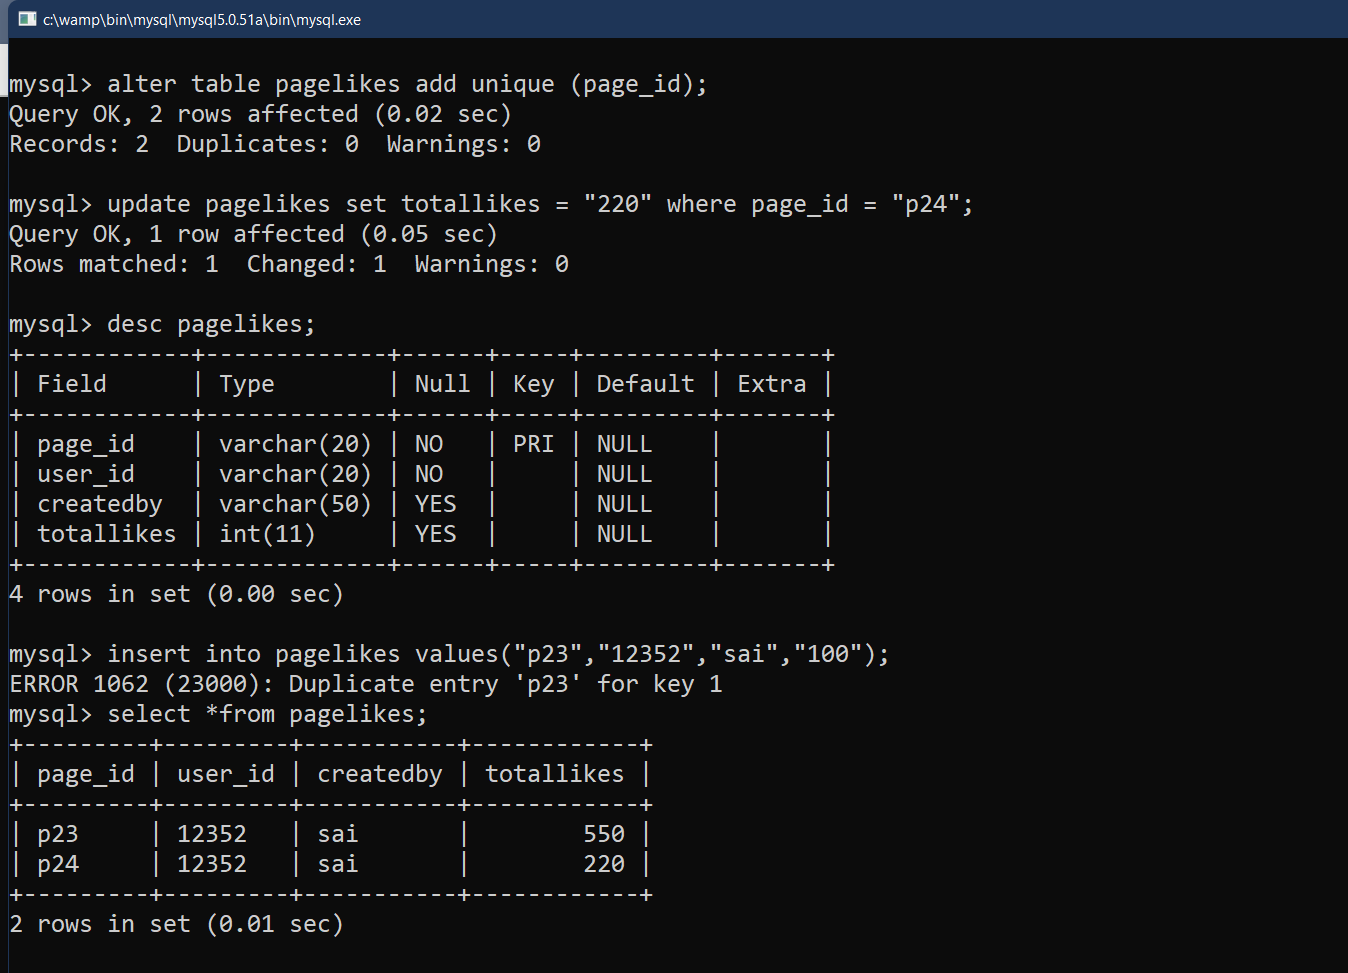 c:\wamp\bin\mysql\mysql5.0.51a\bin\mysql.exe
mysql> alter table pagelikes add unique (page_id);
Query OK, 2 rows affected (0.02 sec)
Records: 2  Duplicates: 0  Warnings: 0
mysql> update pagelikes set totallikes = "220" where page_id = "p24";
Query OK, 1 row affected (0.05 sec)
Rows matched: 1  Changed: 1  Warnings: 0
mysql> desc pagelikes;
+------------+-------------+------+-----+---------+-------+
| Field      | Type        | Null | Key | Default | Extra |
+------------+-------------+------+-----+---------+-------+
| page_id    | varchar(20) | NO   | PRI | NULL    |       |
| user_id    | varchar(20) | NO   |     | NULL    |       |
| createdby  | varchar(50) | YES  |     | NULL    |       |
| totallikes | int(11)     | YES  |     | NULL    |       |
+------------+-------------+------+-----+---------+-------+
4 rows in set (0.00 sec)
mysql> insert into pagelikes values("p23","12352","sai","100");
ERROR 1062 (23000): Duplicate entry 'p23' for key 1
mysql> select *from pagelikes;
+---------+---------+-----------+------------+
| page_id | user_id | createdby | totallikes |
+---------+---------+-----------+------------+
| p23     | 12352   | sai       |        550 |
| p24     | 12352   | sai       |        220 |
+---------+---------+-----------+------------+
2 rows in set (0.01 sec)